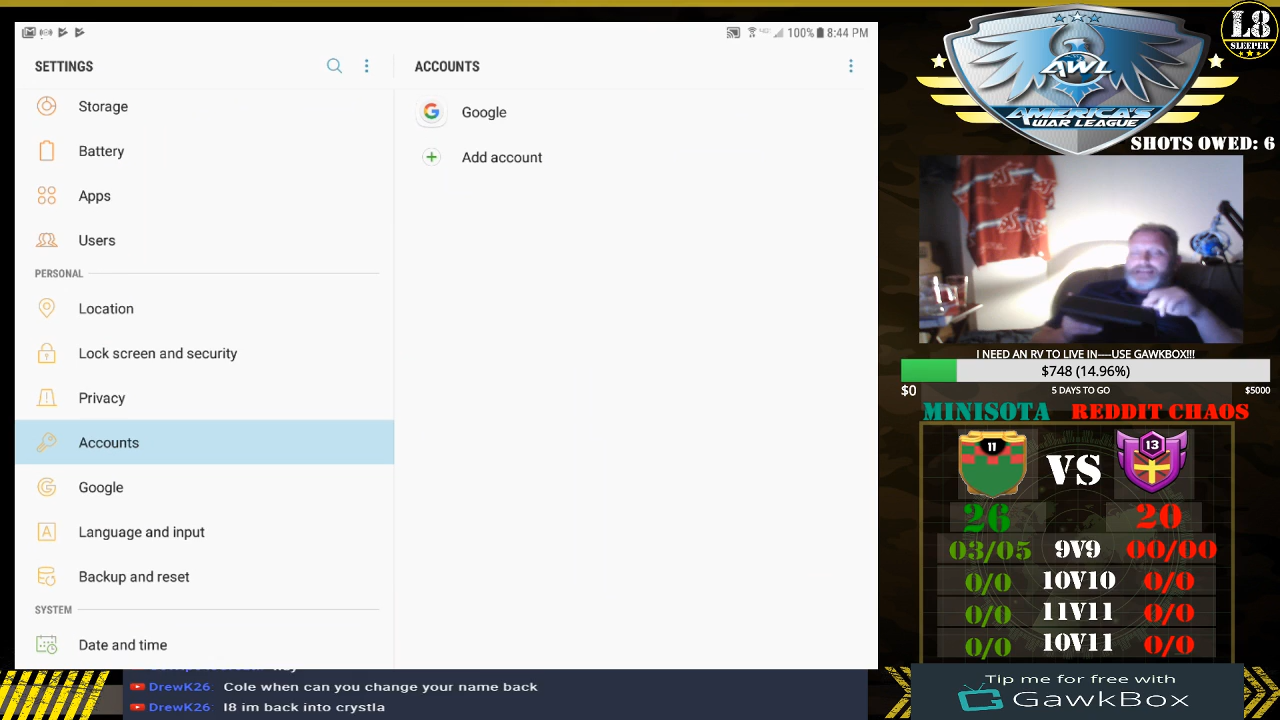 100% 8:44 PM
SETTINGS
Storage
Battery
Apps
Users
PERSONAL
Location
Lock screen and security
Privacy
Accounts
Google
Language and input
Backup and reset
SYSTEM
Date and time
ACCOUNTS
Google
Add account
DrewK26: Cole when can you change your name back
DrewK26: l8 im back into crystla
L8
SLEEPER
AWL
AMERICA'S
WAR LEAGUE
SHOTS OWED: 6
I NEED AN RV TO LIVE IN----USE GAWKBOX!!!
$748 (14.96%)
$0 5 DAYS TO GO $5000
MINISOTA REDDIT CHAOS
11 VS 13
26 20
03/05 9V9 00/00
0/0 10V10 0/0
0/0 11V11 0/0
0/0 10V11 0/0
Tip me for free with
GAWKBOX